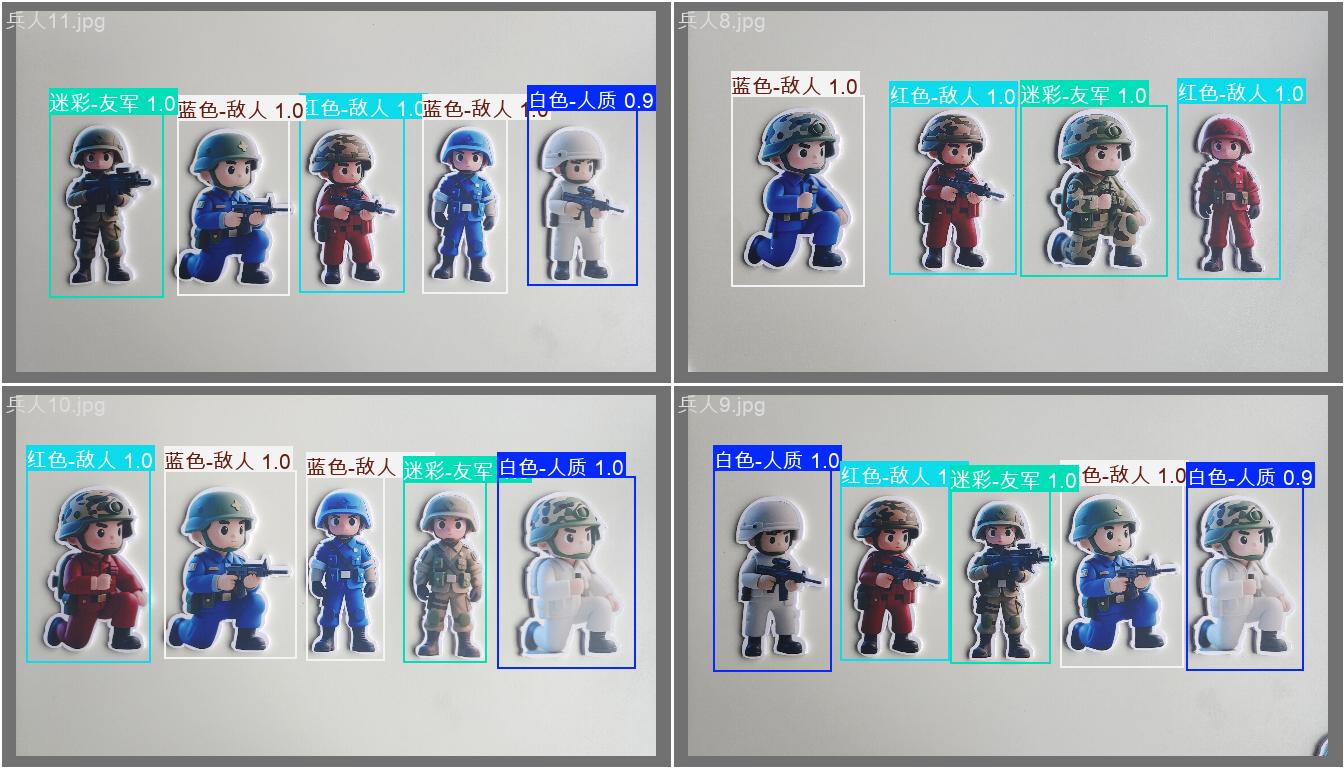 兵人11.jpg
迷彩-友军 1.0
蓝色-敌人 1.0
红色-敌人 1.0
蓝色-敌人 1.0
白色-人质 0.9
兵人8.jpg
蓝色-敌人 1.0
红色-敌人 1.0
迷彩-友军 1.0
红色-敌人 1.0
兵人10.jpg
红色-敌人 1.0
蓝色-敌人 1.0
蓝色-敌人
迷彩-友军
白色-人质 1.0
兵人9.jpg
白色-人质 1.0
红色-敌人 1
迷彩-友军 1.0
色-敌人 1.0
白色-人质 0.9